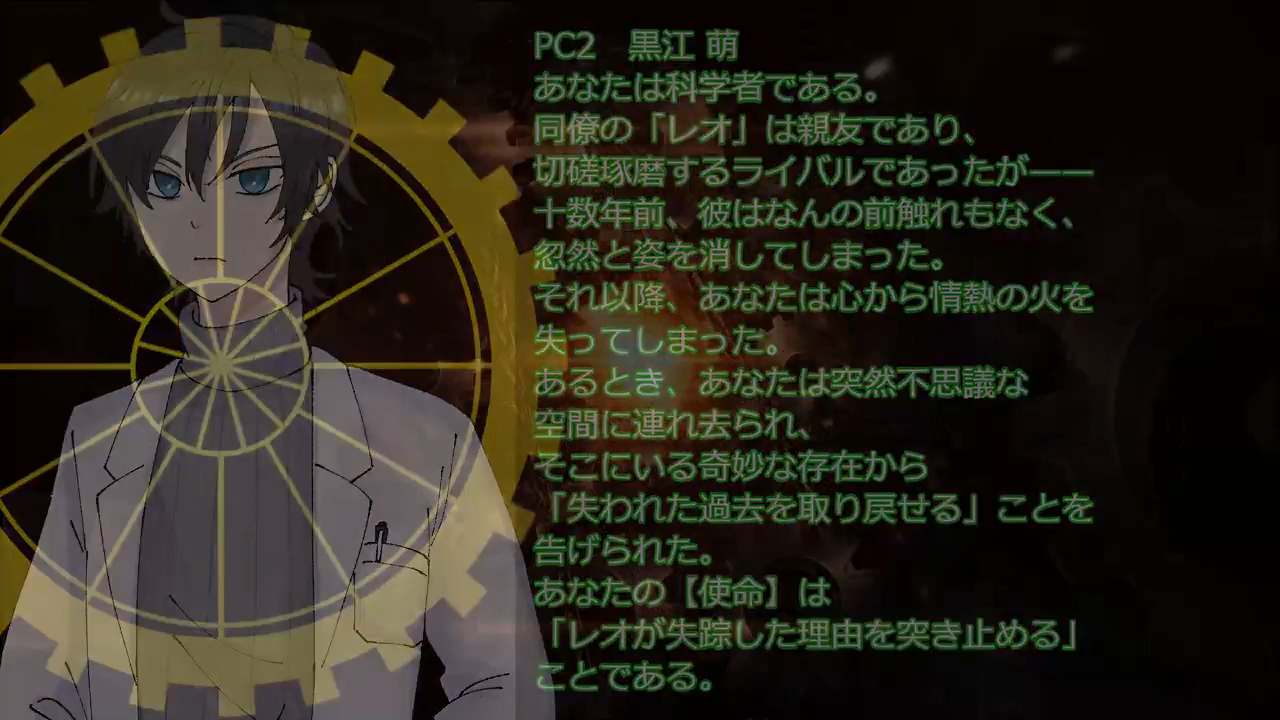 PC2　黒江 萌
あなたは科学者である。
同僚の「レオ」は親友であり、
切磋琢磨するライバルであったが――
十数年前、彼はなんの前触れもなく、
忽然と姿を消してしまった。
それ以降、あなたは心から情熱の火を
失ってしまった。
あるとき、あなたは突然不思議な
空間に連れ去られ、
そこにいる奇妙な存在から
「失われた過去を取り戻せる」ことを
告げられた。
あなたの【使命】は
「レオが失踪した理由を突き止める」
ことである。